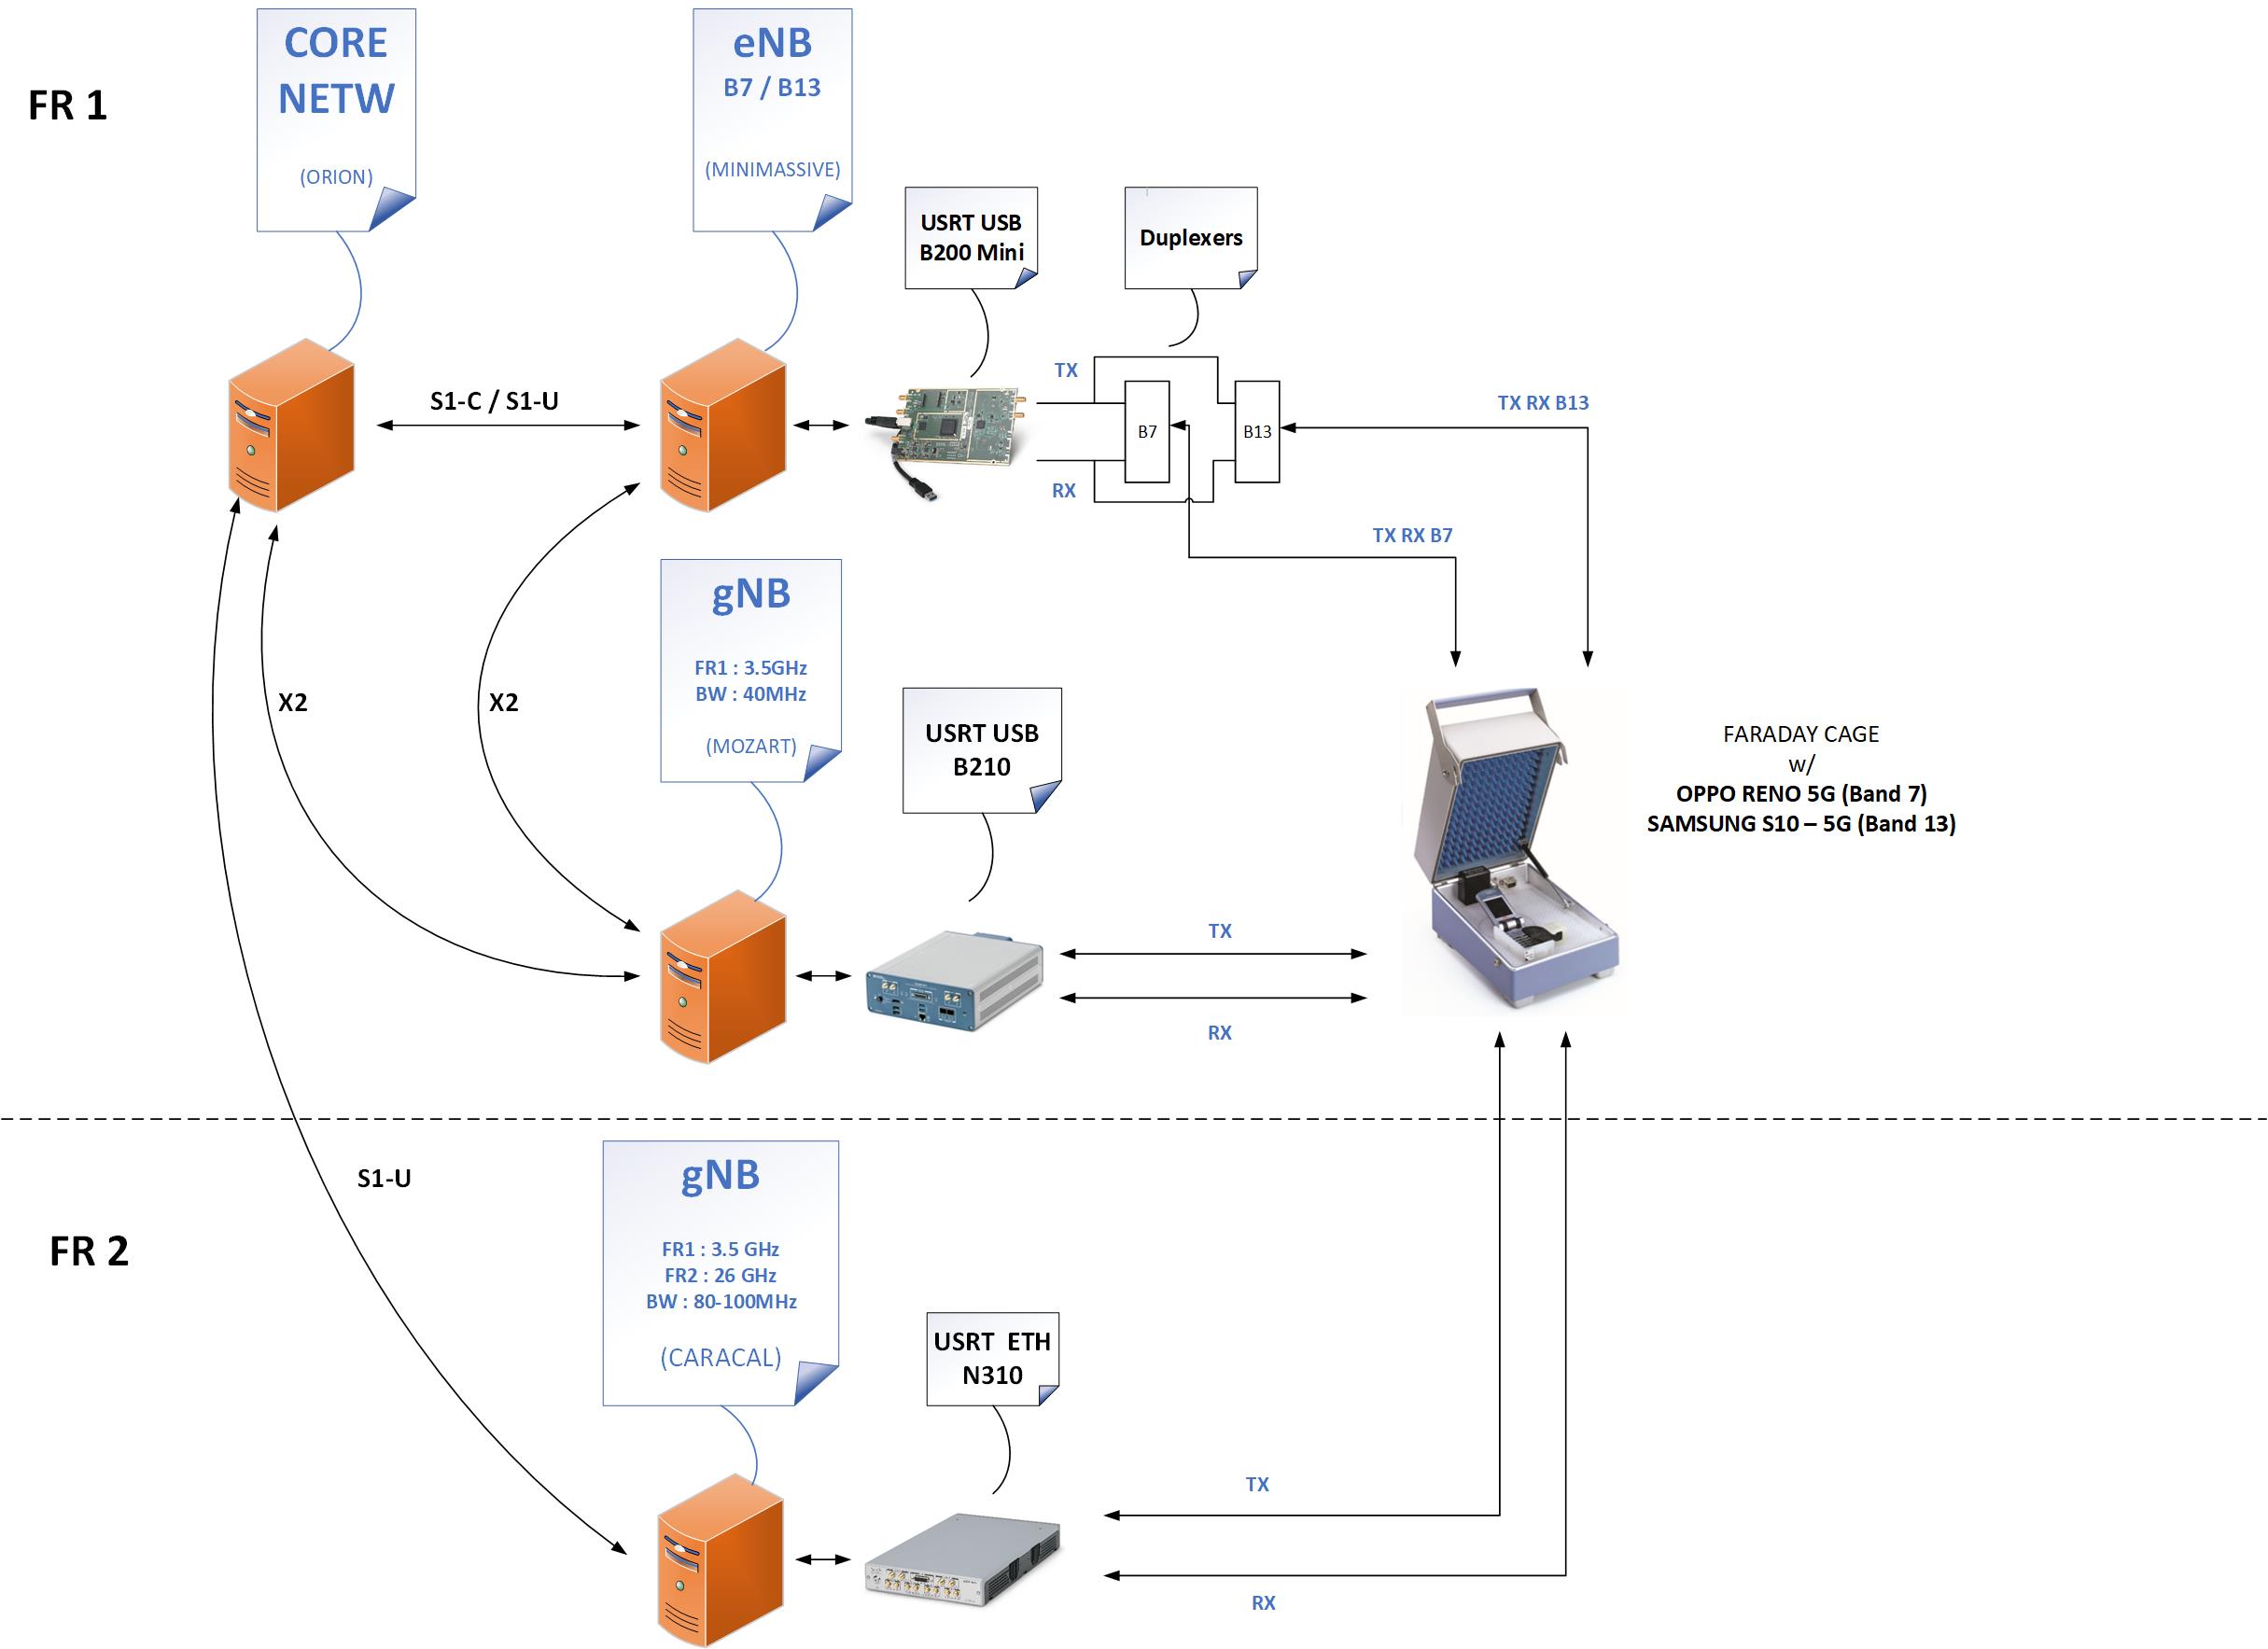 FR 1
CORE
NETW
(ORION)
eNB
B7 / B13
(MINIMASSIVE)
USRT USB
B200 Mini
Duplexers
S1-C / S1-U
TX
RX
B7
B13
TX RX B13
TX RX B7
X2
X2
gNB
FR1 : 3.5GHz
BW : 40MHz
(MOZART)
USRT USB
B210
TX
RX
FARADAY CAGE
w/
OPPO RENO 5G (Band 7)
SAMSUNG S10 – 5G (Band 13)
FR 2
S1-U
gNB
FR1 : 3.5 GHz
FR2 : 26 GHz
BW : 80-100MHz
(CARACAL)
USRT ETH
N310
TX
RX